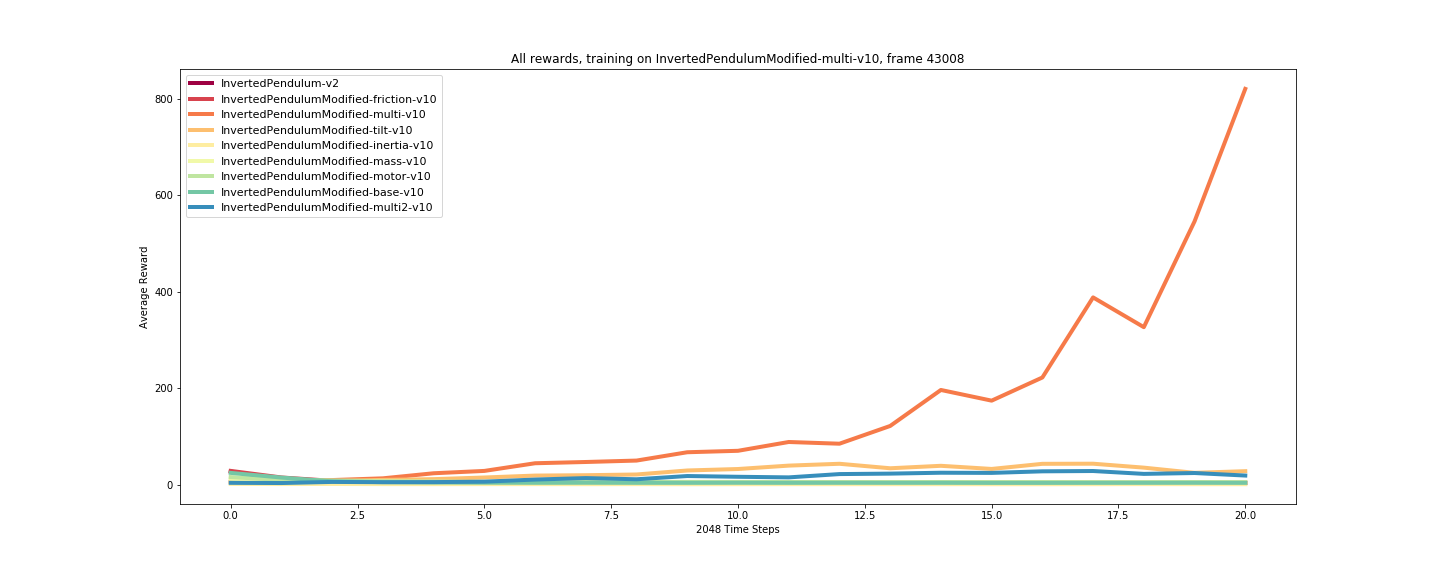 All rewards, training on InvertedPendulumModified-multi-v10, frame 43008
InvertedPendulum-v2
InvertedPendulumModified-friction-v10
InvertedPendulumModified-multi-v10
InvertedPendulumModified-tilt-v10
InvertedPendulumModified-inertia-v10
InvertedPendulumModified-mass-v10
InvertedPendulumModified-motor-v10
InvertedPendulumModified-base-v10
InvertedPendulumModified-multi2-v10
Average Reward
800
600
400
200
0
0.0 2.5 5.0 7.5 10.0 12.5 15.0 17.5 20.0
2048 Time Steps